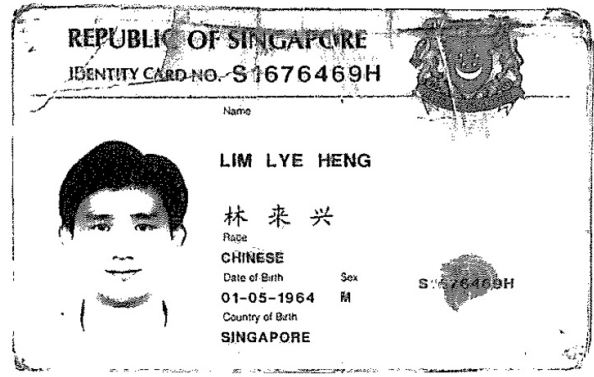 REPUBLIC OF SINGAPORE
IDENTITY CARD NO. S1676469H
Name
LIM LYE HENG
林来兴
Race
CHINESE
Date of Birth Sex
01-05-1964 M
Country of Birth
SINGAPORE
S1676469H